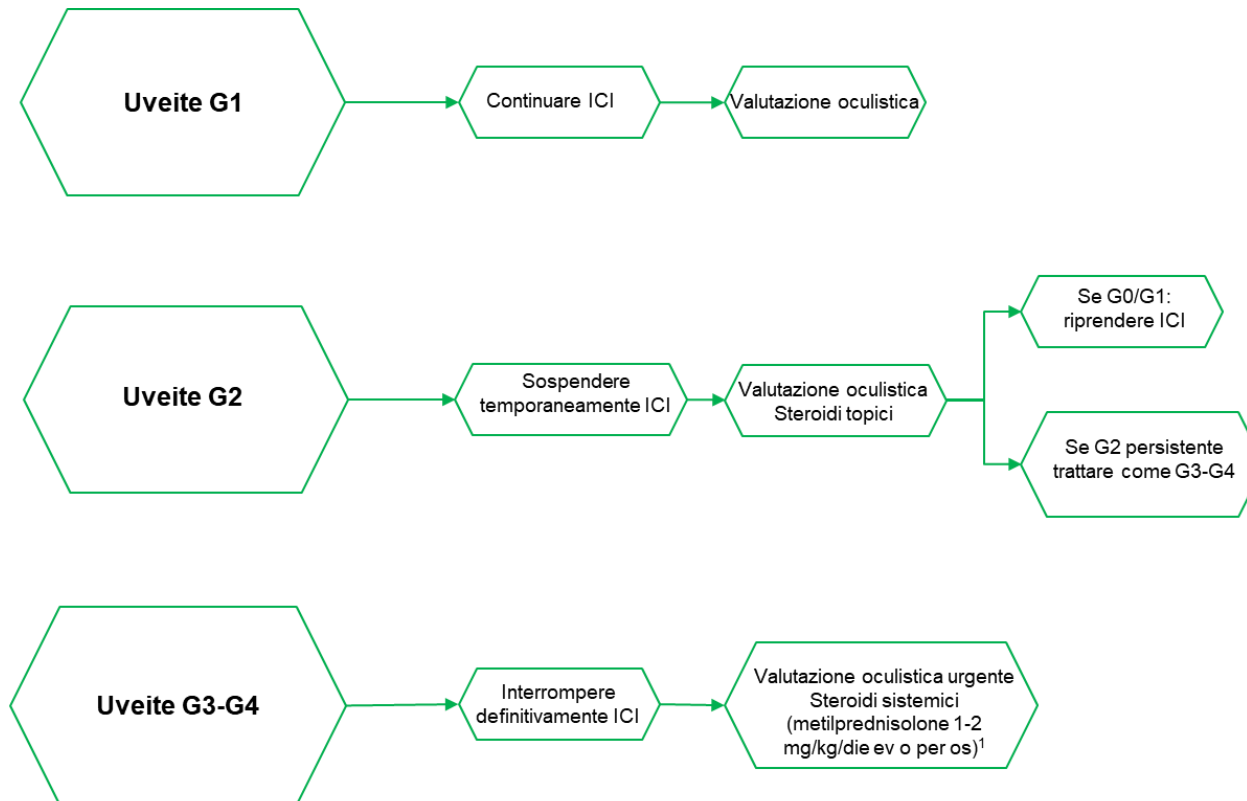 Uveite G1
Continuare ICI
Valutazione oculistica
Uveite G2
Sospendere
temporaneamente ICI
Valutazione oculistica
Steroidi topici
Se G0/G1:
riprendere ICI
Se G2 persistente
trattare come G3-G4
Uveite G3-G4
Interrompere
definitivamente ICI
Valutazione oculistica urgente
Steroidi sistemici
(metilprednisolone 1-2
mg/kg/die ev o per os)¹